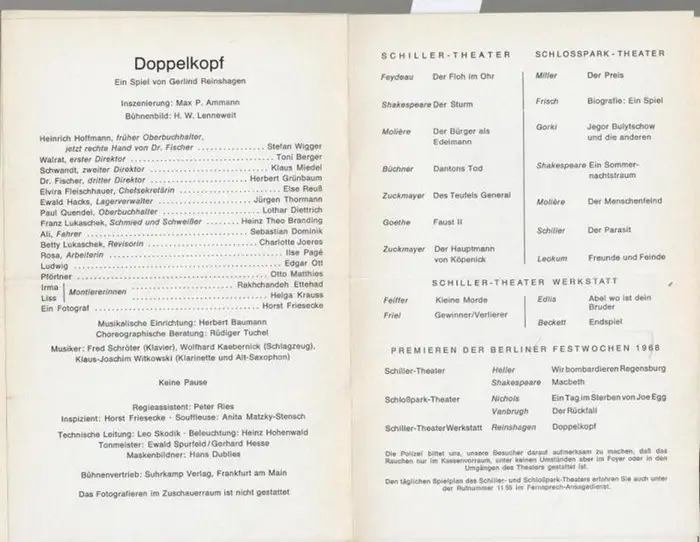 Doppelkopf
Ein Spiel von Gerlind Reinshagen
Inszenierung: Max P. Ammann
Bühnenbild: H. W. Lenneweit
Heinrich Hoffmann, früher Oberbuchhalter,
jetzt rechte Hand von Dr. Fischer ................ Stefan Wigger
Walrat, erster Direktor .................................. Toni Berger
Schwandt, zweiter Direktor ........................... Klaus Miedel
Dr. Fischer, dritter Direktor ..................... Herbert Grünbaum
Elvira Fleischhauer, Chefsekretärin ......................... Else Reuß
Ewald Hacks, Lagerverwalter ...................... Jürgen Thormann
Paul Quendel, Oberbuchhalter ...................... Lothar Diettrich
Franz Lukaschek, Schmied und Schweißer ........ Heinz Theo Branding
Ali, Fahrer ......................................... Sebastian Dominik
Betty Lukaschek, Revisorin ......................... Charlotte Joeres
Rosa, Arbeiterin ............................................. Ilse Pagé
Ludwig ...................................................... Edgar Ott
Pförtner ................................................ Otto Matthies
Irma
Liss
Montiererinnen
Rakhchandeh Ettehad
Helga Krauss
Ein Fotograf ......................................... Horst Friesecke
Musikalische Einrichtung: Herbert Baumann
Choreographische Beratung: Rüdiger Tuchel
Musiker: Fred Schröter (Klavier), Wolfhard Kaebernick (Schlagzeug),
Klaus-Joachim Witkowski (Klarinette und Alt-Saxophon)
Keine Pause
Regieassistent: Peter Ries
Inspizient: Horst Friesecke · Souffleuse: Anita Matzky-Stensch
Technische Leitung: Leo Skodik · Beleuchtung: Heinz Hohenwald
Tonmeister: Ewald Spurfeld/Gerhard Hesse
Maskenbildner: Hans Dublies
Bühnenvertrieb: Suhrkamp Verlag, Frankfurt am Main
Das Fotografieren im Zuschauerraum ist nicht gestattet
SCHILLER-THEATER
Feydeau Der Floh im Ohr
Shakespeare Der Sturm
Molière Der Bürger als
Edelmann
Büchner Dantons Tod
Zuckmayer Des Teufels General
Goethe Faust II
Zuckmayer Der Hauptmann
von Köpenick
SCHLOSSPARK-THEATER
Miller Der Preis
Frisch Biografie: Ein Spiel
Gorki Jegor Bulytschow
und die anderen
Shakespeare Ein Sommer-
nachtstraum
Molière Der Menschenfeind
Schiller Der Parasit
Leokum Freunde und Feinde
SCHILLER-THEATER WERKSTATT
Feiffer Kleine Morde
Friel Gewinner/Verlierer
Edlis Abel wo ist dein
Bruder
Beckett Endspiel
PREMIEREN DER BERLINER FESTWOCHEN 1968
Schiller-Theater Heller Wir bombardieren Regensburg
Shakespeare Macbeth
Schloßpark-Theater Nichols Ein Tag im Sterben von Joe Egg
Vanbrugh Der Rückfall
Schiller-Theater Werkstatt Reinshagen Doppelkopf
Die Polizei bittet uns, unsere Besucher darauf aufmerksam zu machen, daß das
Rauchen nur im Kassenvorraum, unter keinen Umständen aber im Foyer oder in den
Umgängen des Theaters gestattet ist.
Den täglichen Spielplan des Schiller- und Schloßpark-Theaters erfahren Sie auch unter
der Rufnummer 11 55 im Fernsprech-Ansagedienst.